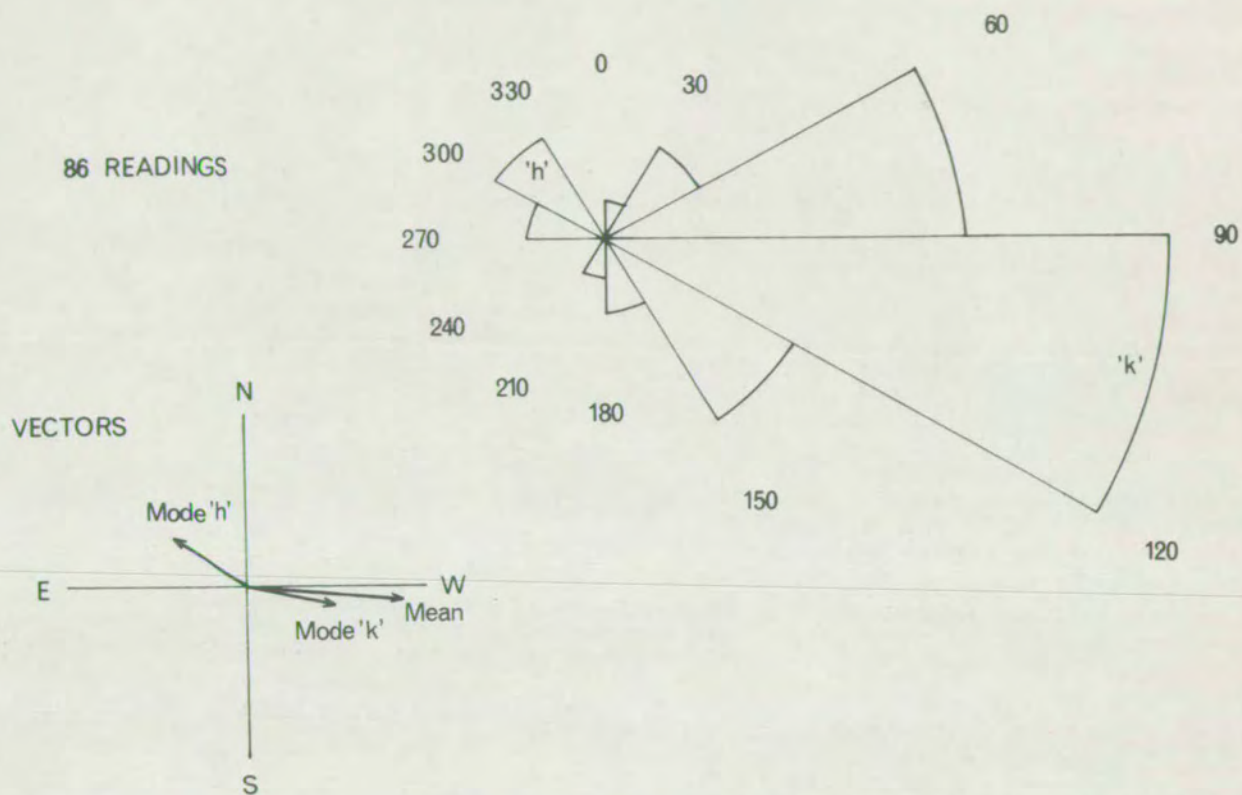 60
0
330
30
300
86 READINGS
'h'
270
90
240
'k'
210
180
N
VECTORS
150
Mode 'h'
120
E
W
Mean
Mode 'k'
S